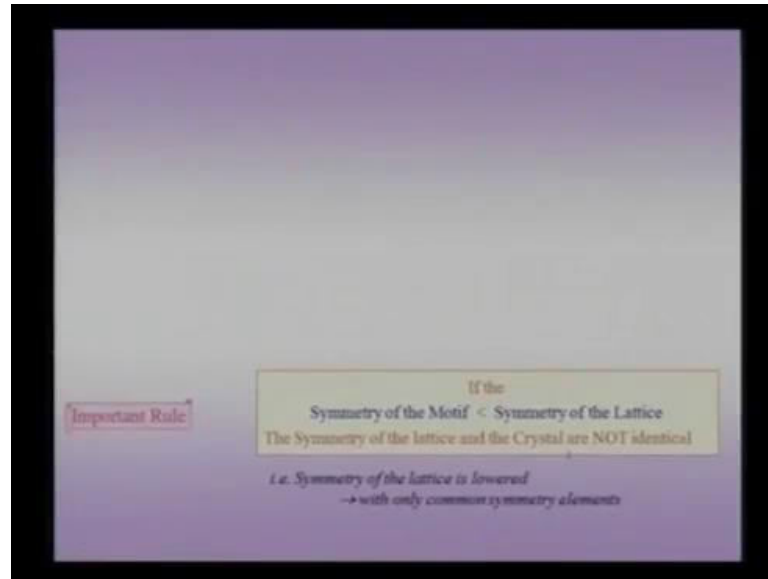 Important Rule
If the
Symmetry of the Motif < Symmetry of the Lattice
The Symmetry of the lattice and the Crystal are NOT identical
i.e. Symmetry of the lattice is lowered
→ with only common symmetry elements